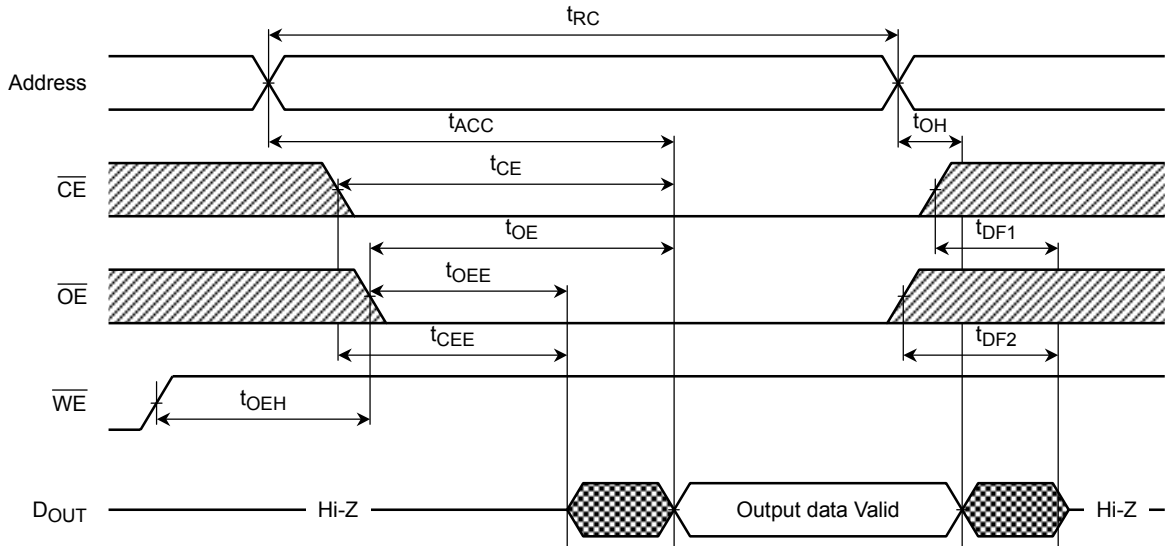 tRC
Address
tACC
tOH
CE
tCE
tOE
tDF1
OE
tOEE
tCEE
tDF2
WE
tOEH
DOUT
Hi-Z
Output data Valid
Hi-Z